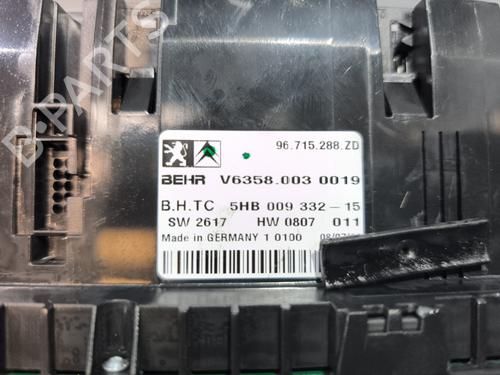 96.715.288.ZD
BEHR V6358.003 0019
B.H.TC 5HB 009 332-15
SW 2617 HW 0807 011
Made in GERMANY 1 0100
B-PARTS